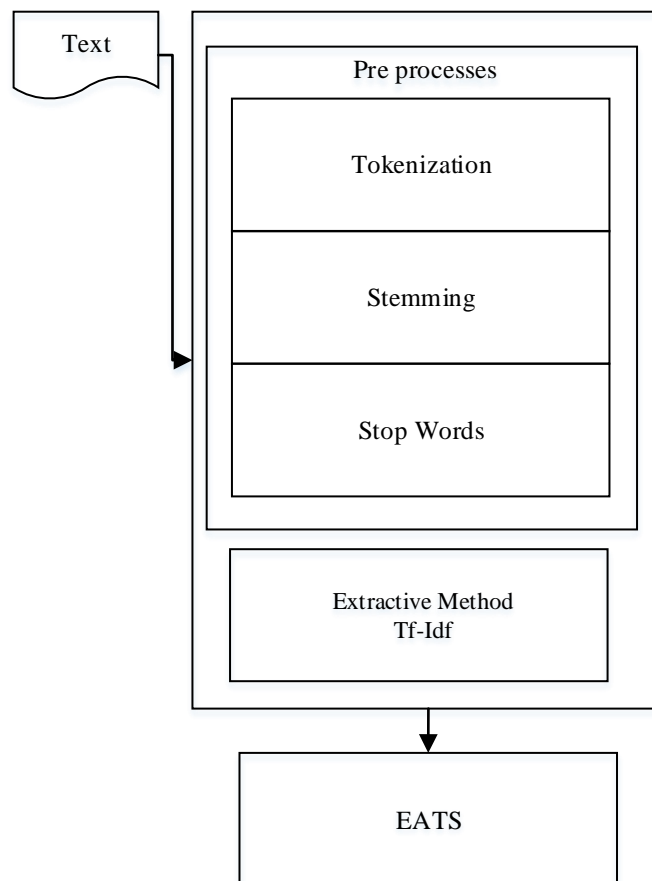 Text
Pre processes
Tokenization
Stemming
Stop Words
Extractive Method
Tf-Idf
EATS